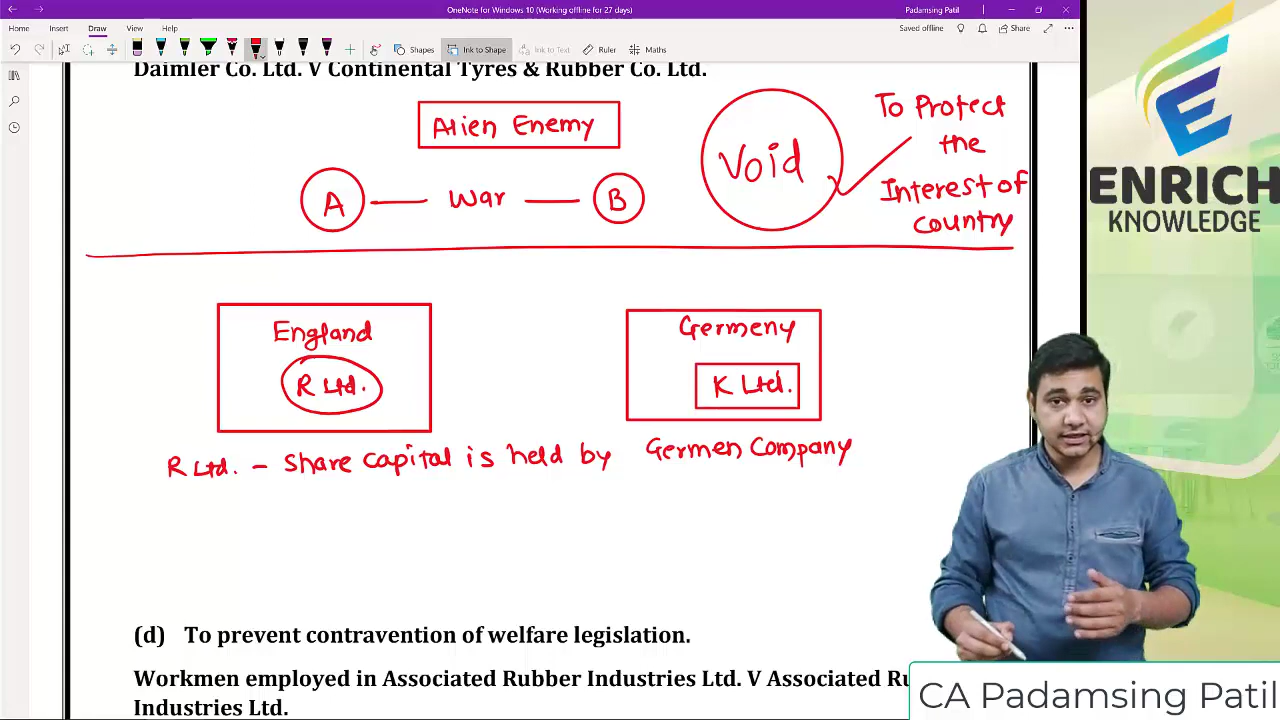 OneNote for Windows 10 (Working offline for 27 days)
Padamsing Patil
Home Insert Draw View Help
Saved offline
Share
Shapes
Ink to Shape
Ink to Text
Ruler
Maths
Daimler Co. Ltd. V Continental Tyres & Rubber Co. Ltd.
Alien Enemy
A — War — B
Void
To Protect
the
Interest of
country
England
R Ltd.
Germeny
K Ltd.
R Ltd. - Share capital is held by Germen Company
(d) To prevent contravention of welfare legislation.
Workmen employed in Associated Rubber Industries Ltd. V Associated Ru
Industries Ltd.
E
ENRICH
KNOWLEDGE
CA Padamsing Patil